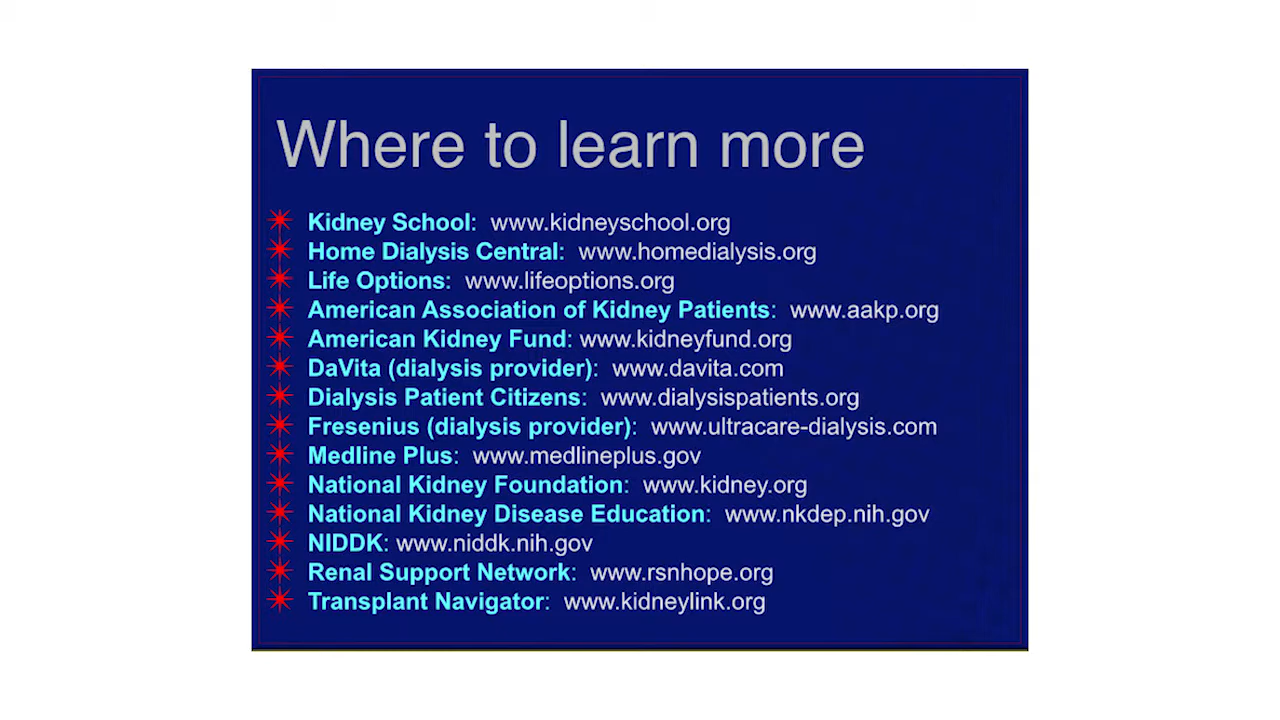 Where to learn more
Kidney School: www.kidneyschool.org
Home Dialysis Central: www.homedialysis.org
Life Options: www.lifeoptions.org
American Association of Kidney Patients: www.aakp.org
American Kidney Fund: www.kidneyfund.org
DaVita (dialysis provider): www.davita.com
Dialysis Patient Citizens: www.dialysispatients.org
Fresenius (dialysis provider): www.ultracare-dialysis.com
Medline Plus: www.medlineplus.gov
National Kidney Foundation: www.kidney.org
National Kidney Disease Education: www.nkdep.nih.gov
NIDDK: www.niddk.nih.gov
Renal Support Network: www.rsnhope.org
Transplant Navigator: www.kidneylink.org